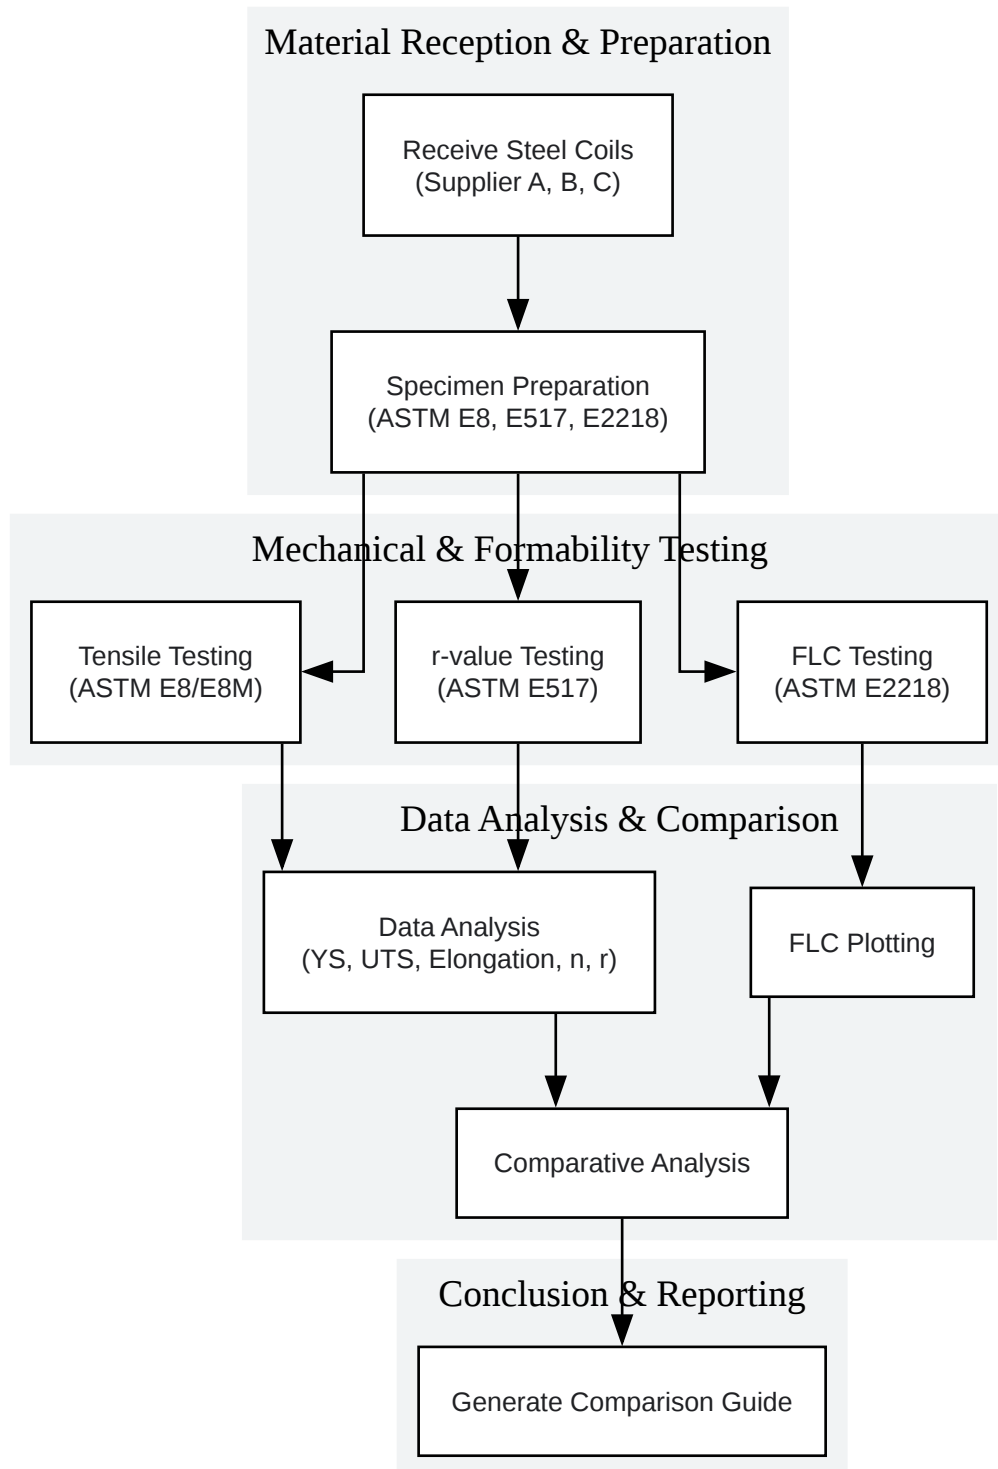 Material Reception & Preparation
Receive Steel Coils
(Supplier A, B, C)
Specimen Preparation
(ASTM E8, E517, E2218)
Mechanical & Formability Testing
Tensile Testing
(ASTM E8/E8M)
r-value Testing
(ASTM E517)
FLC Testing
(ASTM E2218)
Data Analysis & Comparison
Data Analysis
(YS, UTS, Elongation, n, r)
FLC Plotting
Comparative Analysis
Conclusion & Reporting
Generate Comparison Guide